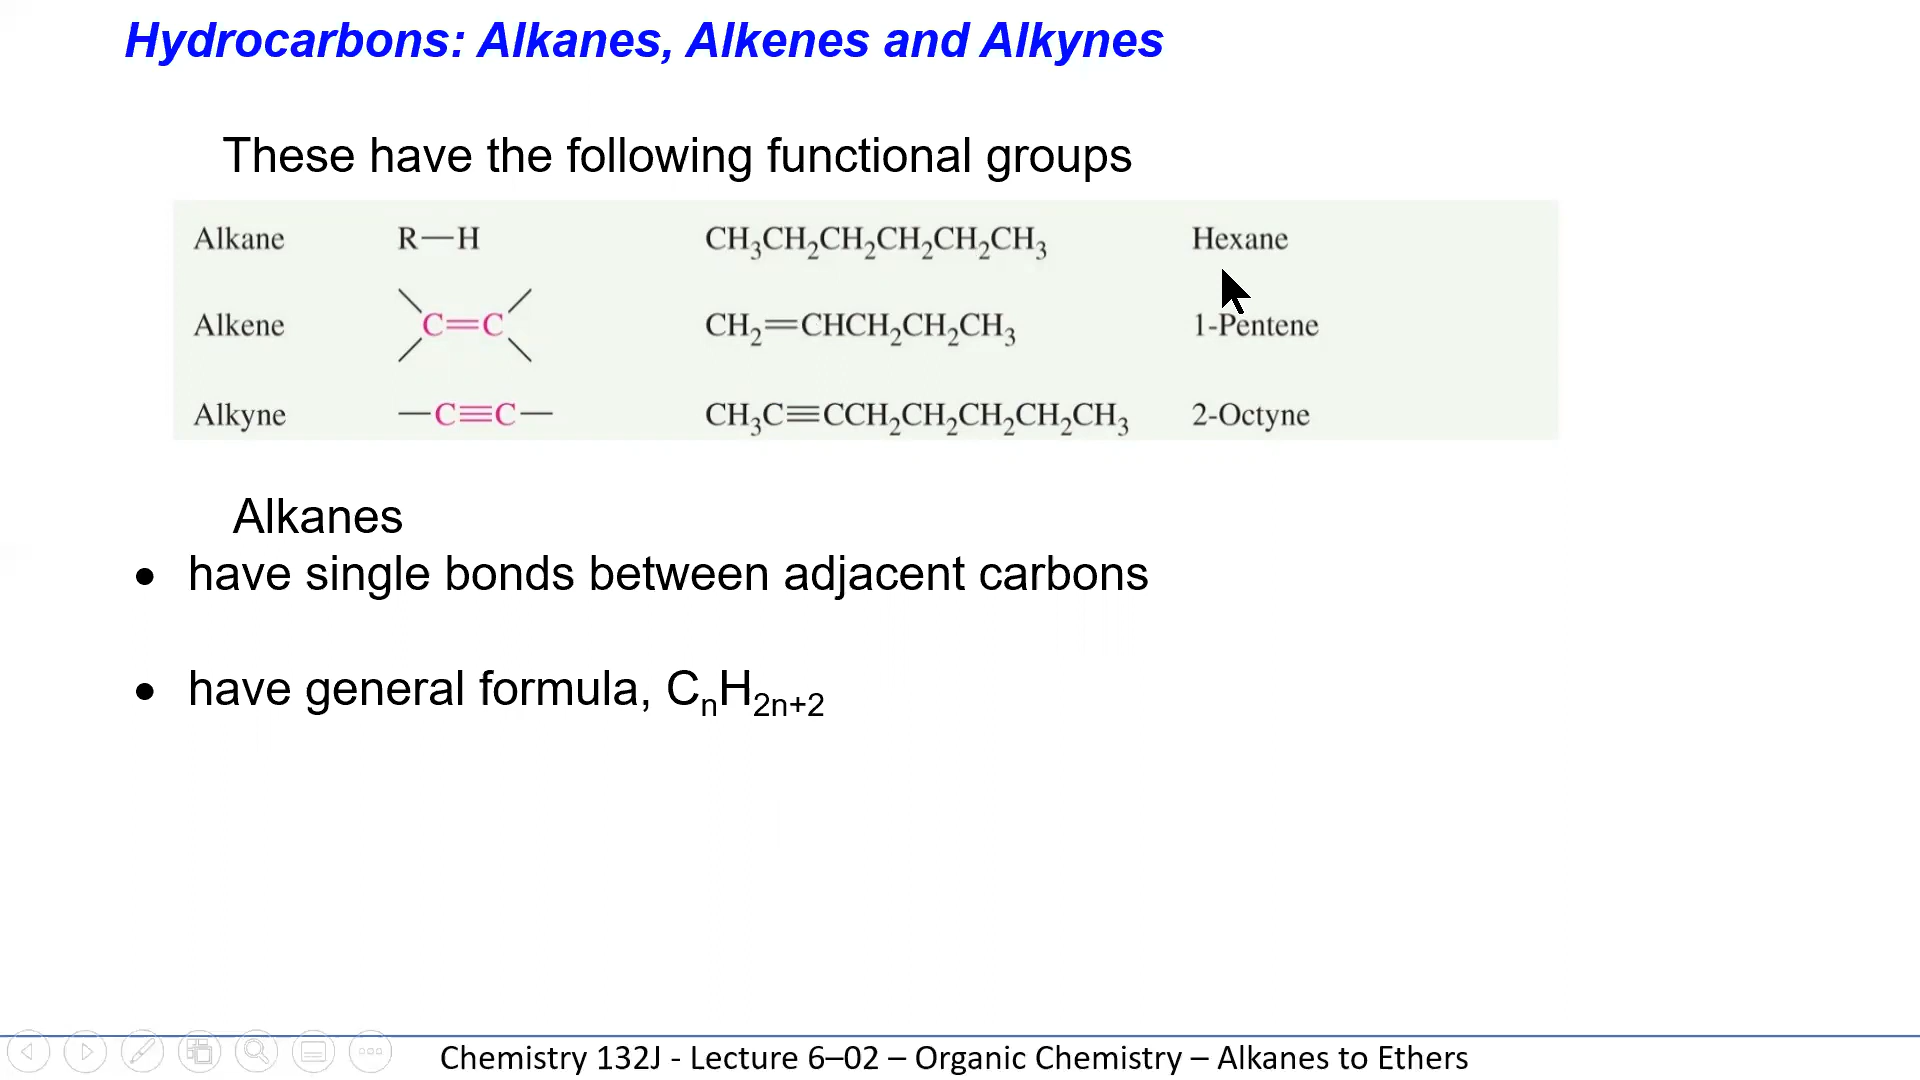 Hydrocarbons: Alkanes, Alkenes and Alkynes
These have the following functional groups
Alkane R—H CH₃CH₂CH₂CH₂CH₂CH₃ Hexane
Alkene C=C CH₂=CHCH₂CH₂CH₃ 1-Pentene
Alkyne —C≡C— CH₃C≡CCH₂CH₂CH₂CH₂CH₃ 2-Octyne
Alkanes
• have single bonds between adjacent carbons
• have general formula, CₙH₂ₙ₊₂
Chemistry 132J - Lecture 6–02 – Organic Chemistry – Alkanes to Ethers